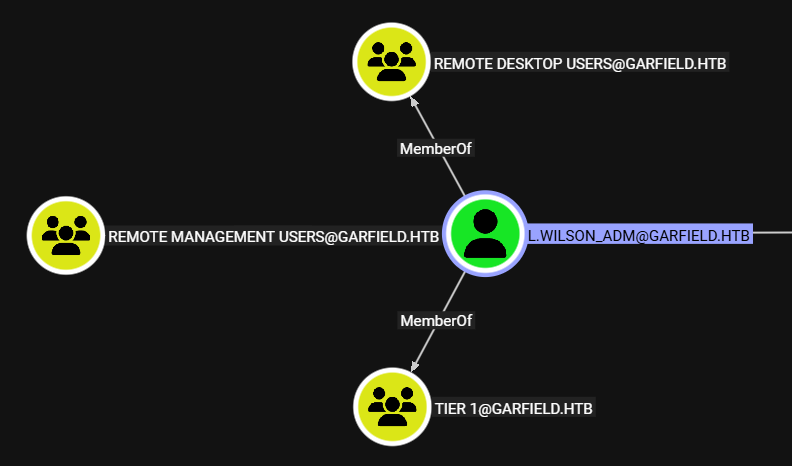 REMOTE DESKTOP USERS@GARFIELD.HTB
MemberOf
REMOTE MANAGEMENT USERS@GARFIELD.HTB
L.WILSON_ADM@GARFIELD.HTB
MemberOf
TIER 1@GARFIELD.HTB